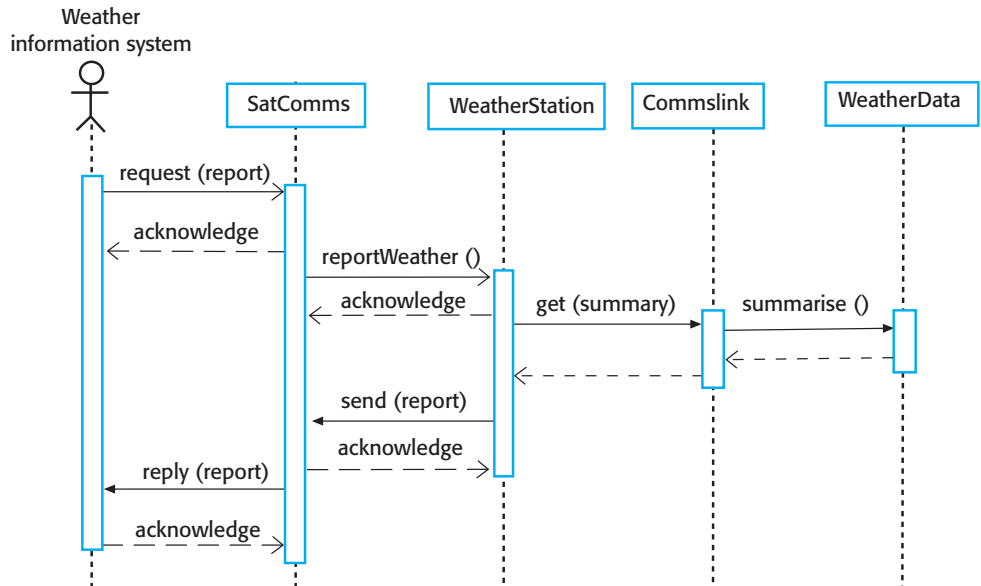 Weather
information system
SatComms
WeatherStation
Commslink
WeatherData
request (report)
acknowledge
reportWeather ()
acknowledge
get (summary)
summarise ()
send (report)
acknowledge
reply (report)
acknowledge